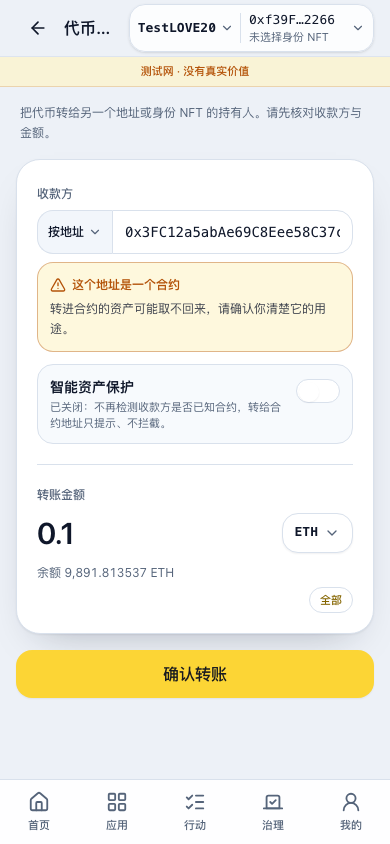 代币...
TestLOVE20
0xf39F...2266
未选择身份 NFT
测试网 · 没有真实价值
把代币转给另一个地址或身份 NFT 的持有人。请先核对收款方与
金额。
收款方
按地址
0x3FC12a5abAe69C8Eee58C37
这个地址是一个合约
转进合约的资产可能取不回来，请确认你清楚它的用
途。
智能资产保护
已关闭：不再检测收款方是否已知合约，转给合
约地址只提示、不拦截。
转账金额
0.1
ETH
余额 9,891.813537 ETH
全部
确认转账
首页
应用
行动
治理
我的